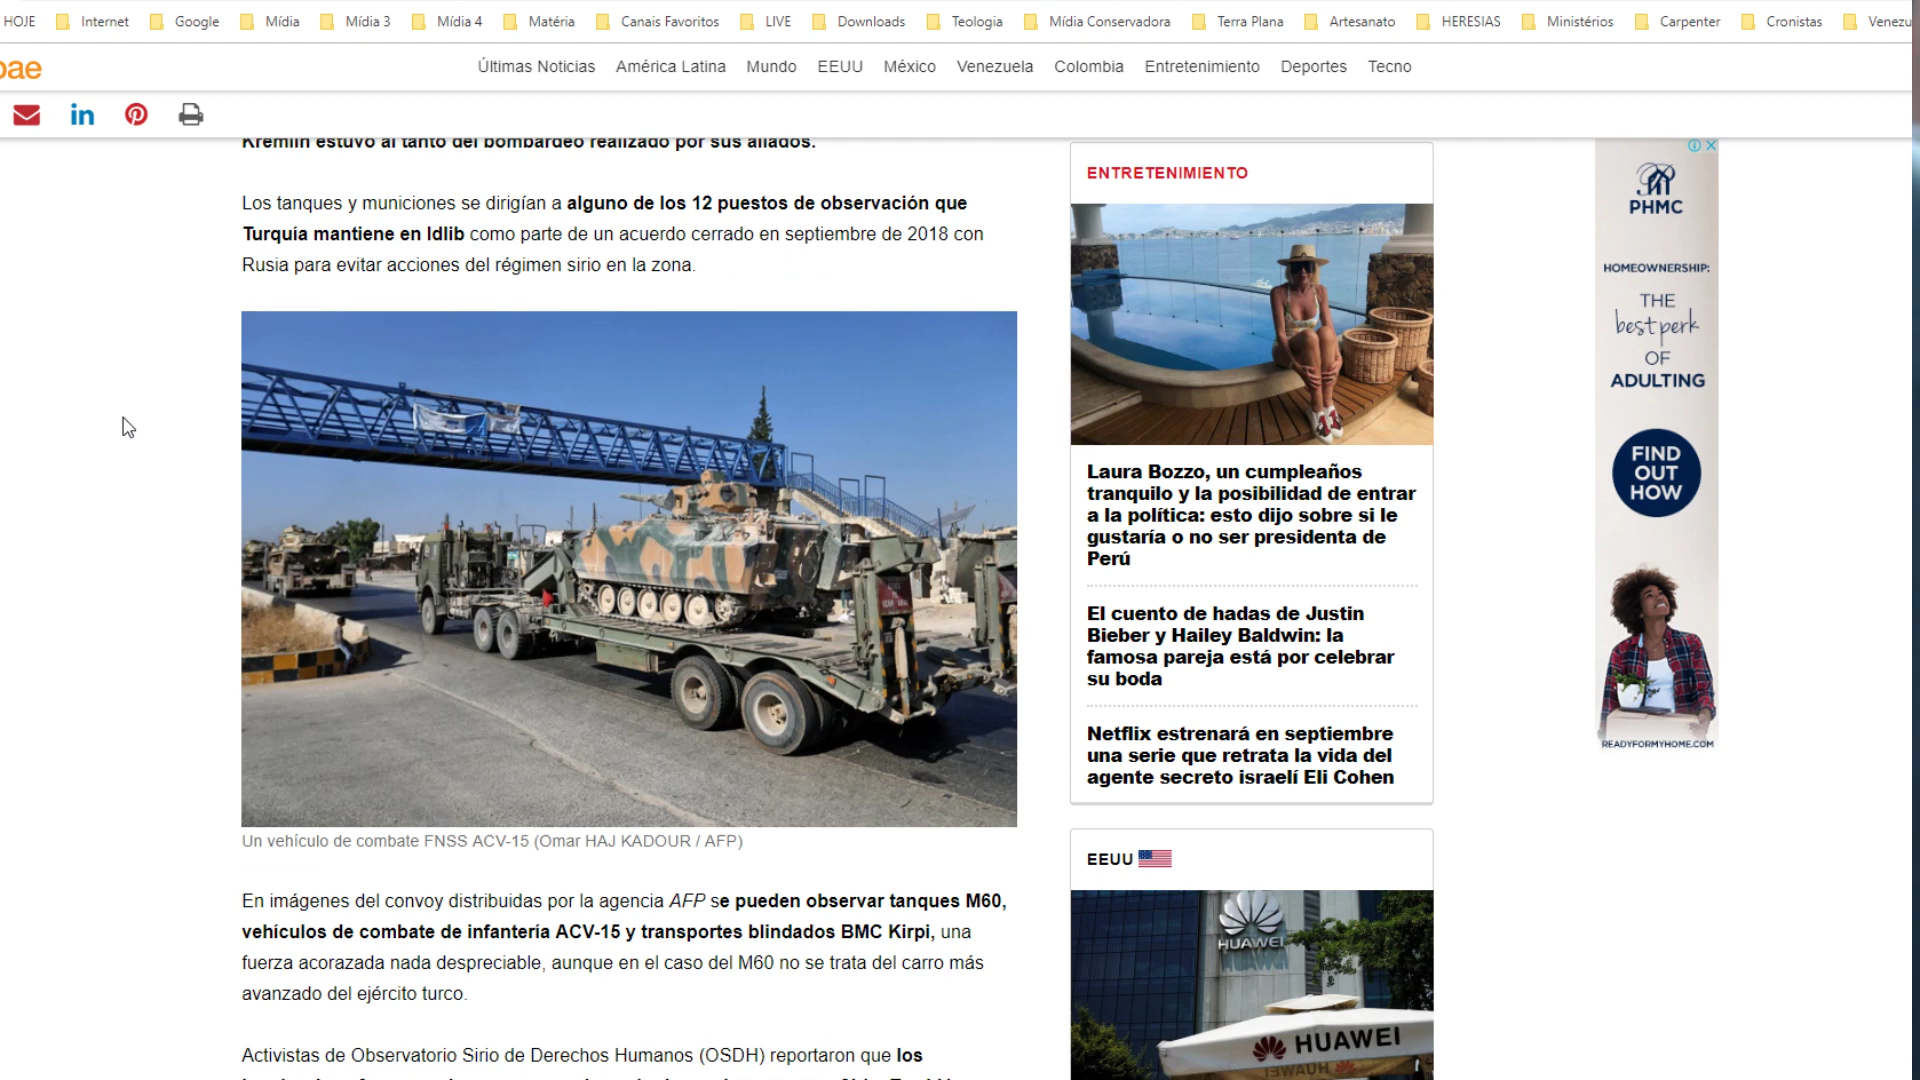 HOJE Internet Google Mídia Mídia 3 Mídia 4 Matéria Canais Favoritos LIVE Downloads Teologia Mídia Conservadora Terra Plana Artesanato HERESIAS Ministérios Carpenter Cronistas Venezu
bae
Últimas Noticias América Latina Mundo EEUU México Venezuela Colombia Entretenimiento Deportes Tecno
in
Kremlin estuvo al tanto del bombardeo realizado por sus aliados.
Los tanques y municiones se dirigían a alguno de los 12 puestos de observación que
Turquía mantiene en Idlib como parte de un acuerdo cerrado en septiembre de 2018 con
Rusia para evitar acciones del régimen sirio en la zona.
Un vehículo de combate FNSS ACV-15 (Omar HAJ KADOUR / AFP)
En imágenes del convoy distribuidas por la agencia AFP se pueden observar tanques M60,
vehículos de combate de infantería ACV-15 y transportes blindados BMC Kirpi, una
fuerza acorazada nada despreciable, aunque en el caso del M60 no se trata del carro más
avanzado del ejército turco.
Activistas de Observatorio Sirio de Derechos Humanos (OSDH) reportaron que los
ENTRETENIMIENTO
Laura Bozzo, un cumpleaños
tranquilo y la posibilidad de entrar
a la política: esto dijo sobre si le
gustaría o no ser presidenta de
Perú
El cuento de hadas de Justin
Bieber y Hailey Baldwin: la
famosa pareja está por celebrar
su boda
Netflix estrenará en septiembre
una serie que retrata la vida del
agente secreto israelí Eli Cohen
EEUU
HUAWEI
HUAWEI
HUAWEI
PHMC
HOMEOWNERSHIP:
THE
best perk
OF
ADULTING
FIND
OUT
HOW
READYFORMYHOME.COM